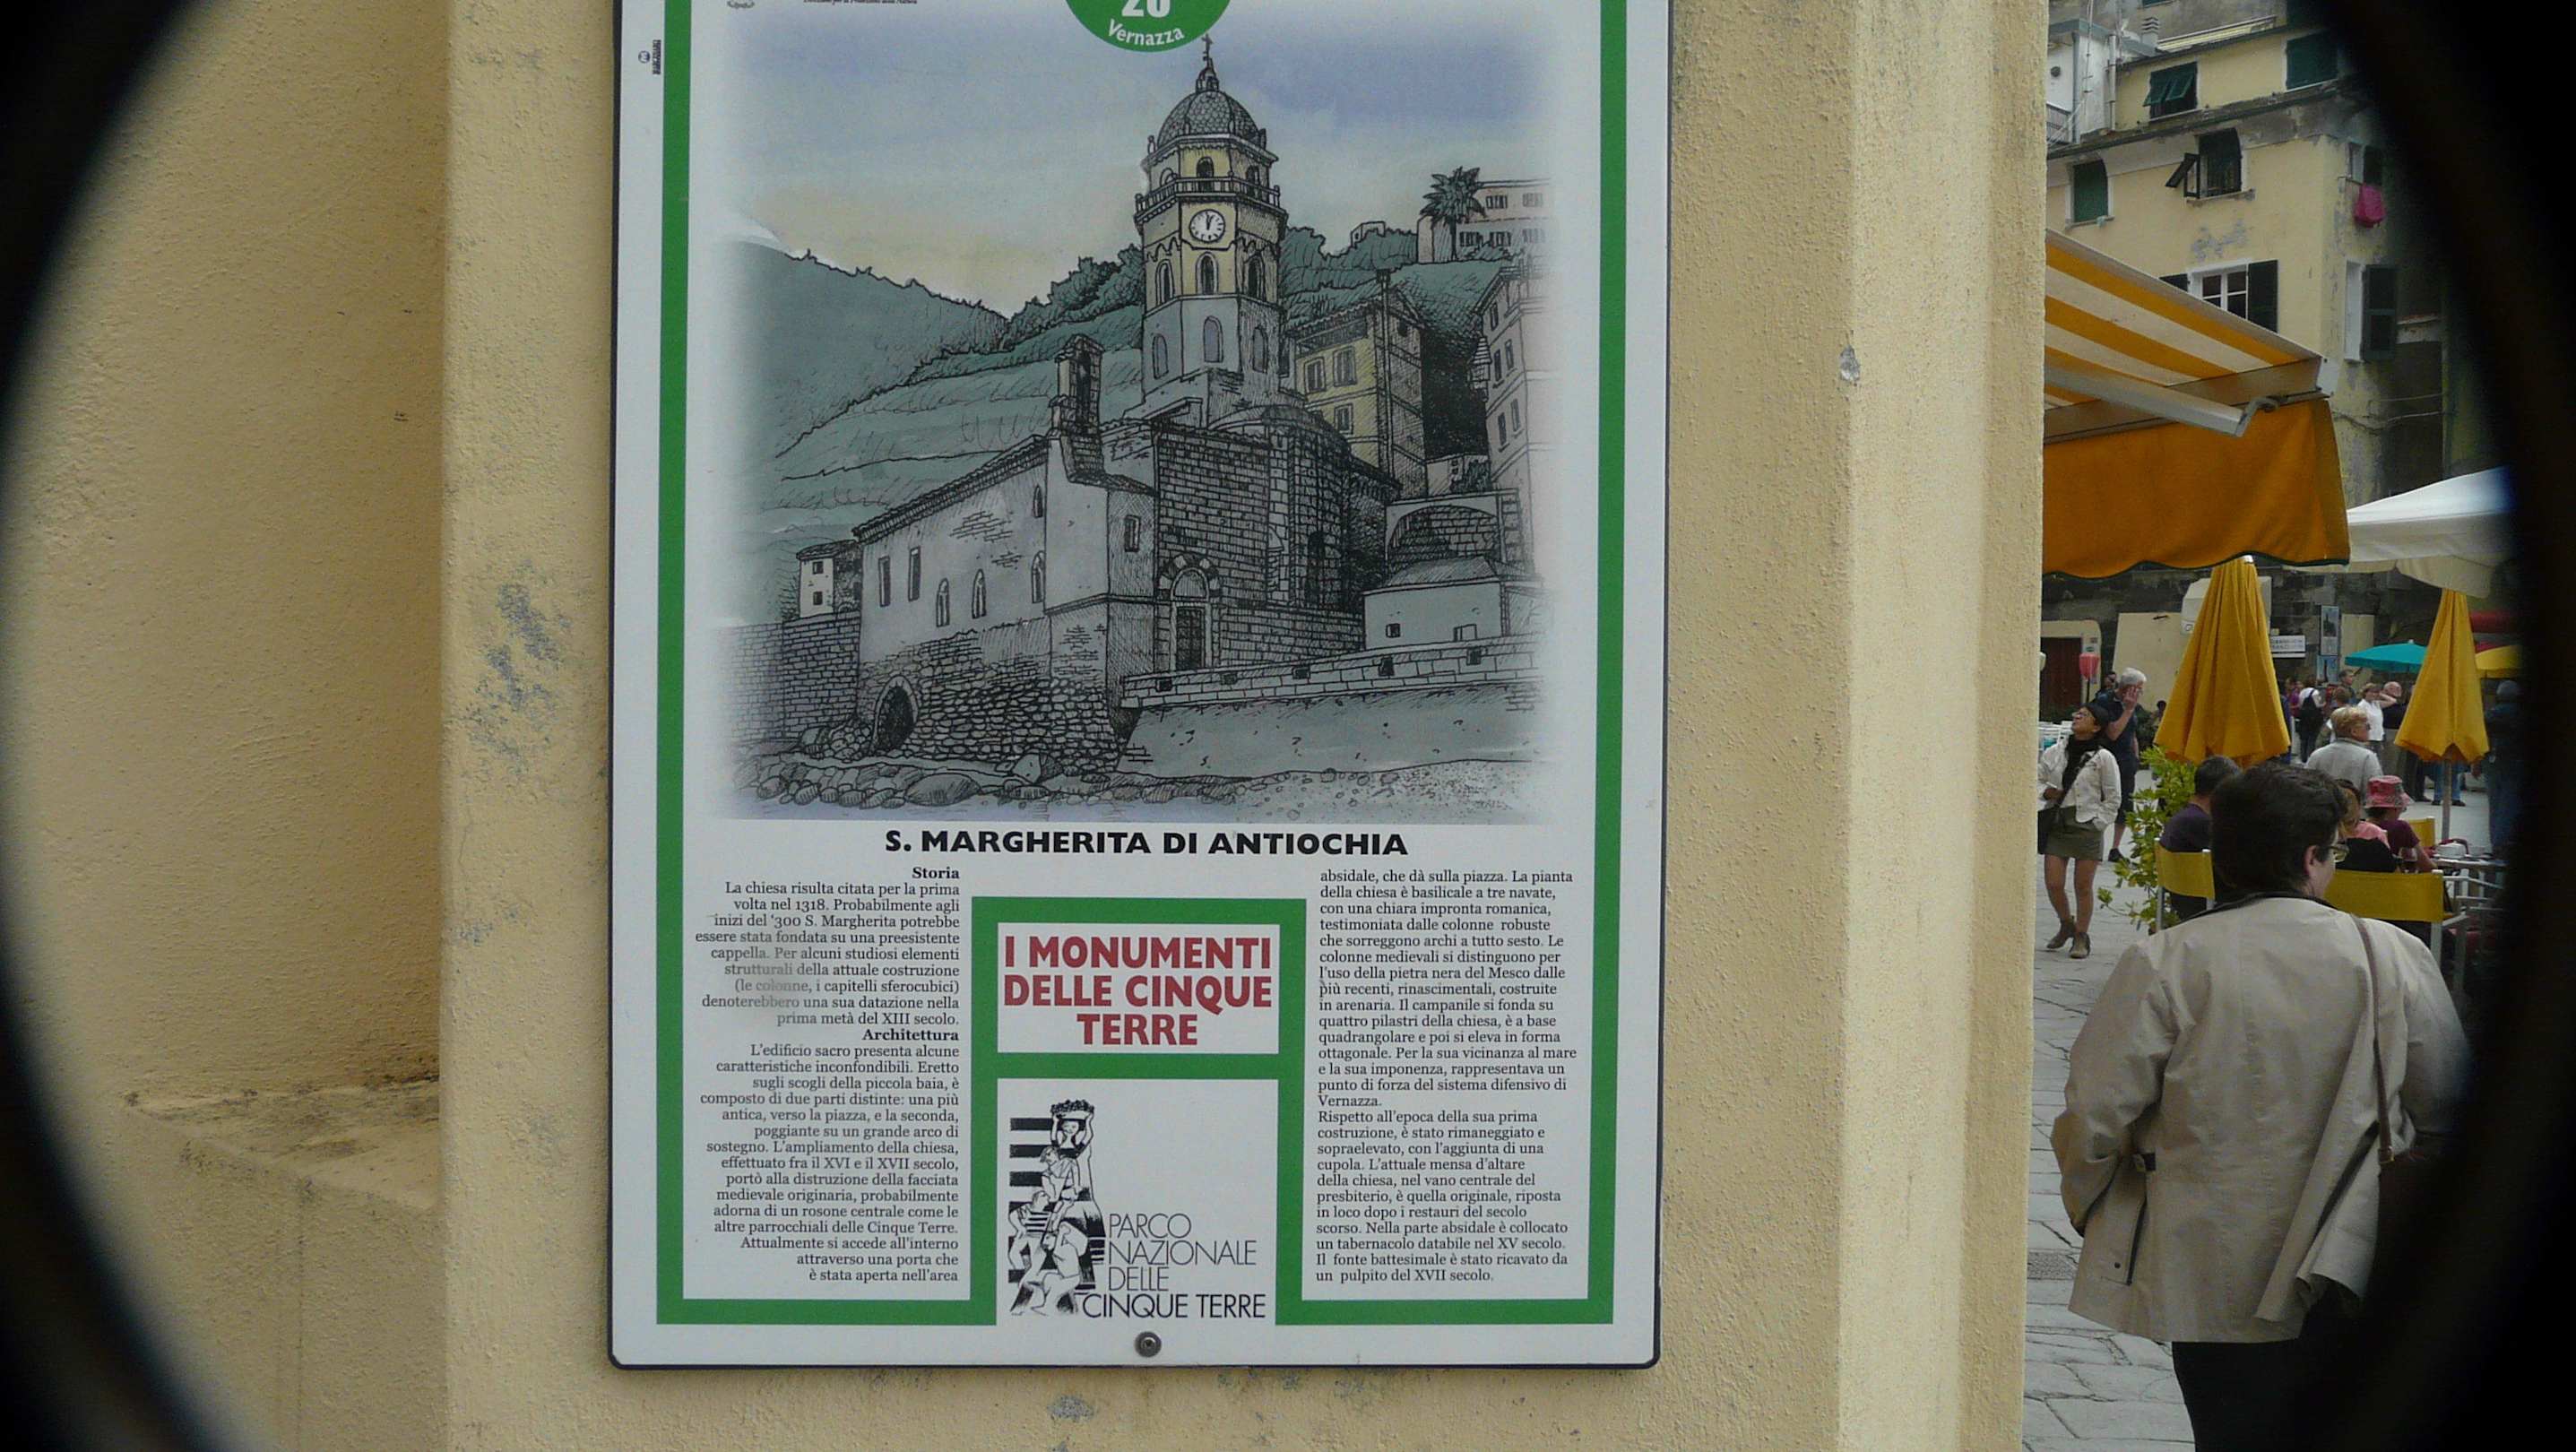 20
Vernazza
S. MARGHERITA DI ANTIOCHIA
Storia
La chiesa risulta citata per la prima
volta nel 1318. Probabilmente agli
inizi del '300 S. Margherita potrebbe
essere stata fondata su una preesistente
cappella. Per alcuni studiosi elementi
strutturali della attuale costruzione
(le colonne, i capitelli sferocubici)
denoterebbero una sua datazione nella
prima metà del XIII secolo.
Architettura
L'edificio sacro presenta alcune
caratteristiche inconfondibili. Eretto
sugli scogli della piccola baia, è
composto di due parti distinte: una più
antica, verso la piazza, e la seconda,
poggiante su un grande arco di
sostegno. L'ampliamento della chiesa,
effettuato fra il XVI e il XVII secolo,
portò alla distruzione della facciata
medievale originaria, probabilmente
adorna di un rosone centrale come le
altre parrocchiali delle Cinque Terre.
Attualmente si accede all'interno
attraverso una porta che
è stata aperta nell'area
I MONUMENTI
DELLE CINQUE
TERRE
PARCO
NAZIONALE
DELLE
CINQUE TERRE
absidale, che dà sulla piazza. La pianta
della chiesa è basilicale a tre navate,
con una chiara impronta romanica,
testimoniata dalle colonne robuste
che sorreggono archi a tutto sesto. Le
colonne medievali si distinguono per
l'uso della pietra nera del Mesco dalle
più recenti, rinascimentali, costruite
in arenaria. Il campanile si fonda su
quattro pilastri della chiesa, è a base
quadrangolare e poi si eleva in forma
ottagonale. Per la sua vicinanza al mare
e la sua imponenza, rappresentava un
punto di forza del sistema difensivo di
Vernazza.
Rispetto all'epoca della sua prima
costruzione, è stato rimaneggiato e
sopraelevato, con l'aggiunta di una
cupola. L'attuale mensa d'altare
della chiesa, nel vano centrale del
presbiterio, è quella originale, riposta
in loco dopo i restauri del secolo
scorso. Nella parte absidale è collocato
un tabernacolo databile nel XV secolo.
Il fonte battesimale è stato ricavato da
un pulpito del XVII secolo.